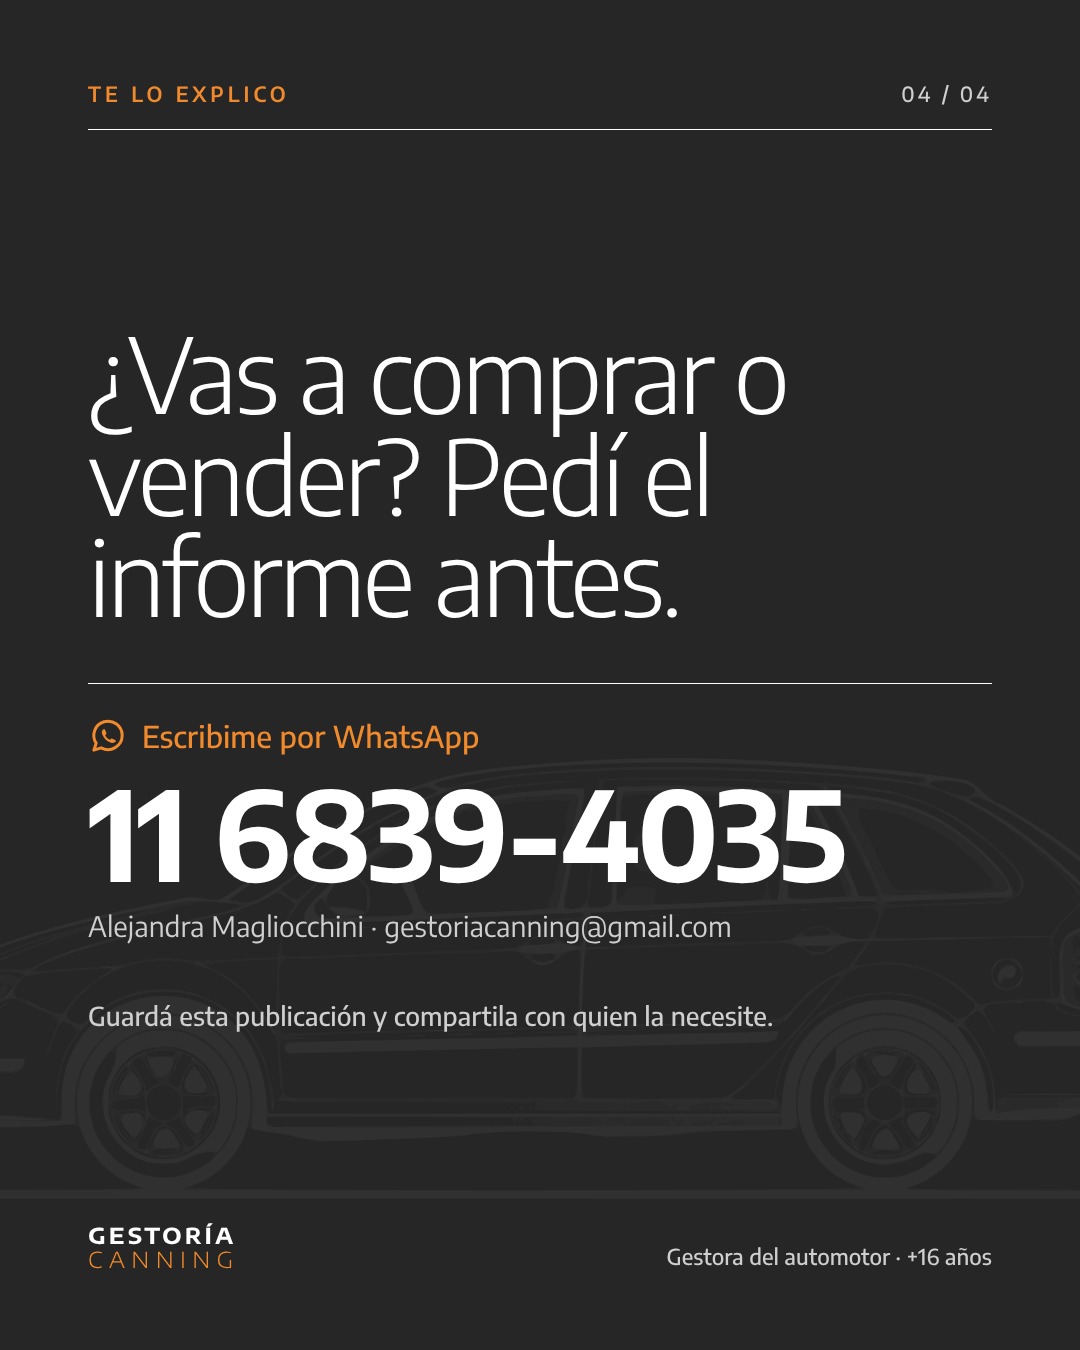 TE LO EXPLICO
04 / 04
¿Vas a comprar o
vender? Pedí el
informe antes.
Escribime por WhatsApp
11 6839-4035
Alejandra Magliocchini · gestoriacanning@gmail.com
Guardá esta publicación y compartila con quien la necesite.
GESTORÍA
CANNING
Gestora del automotor · +16 años